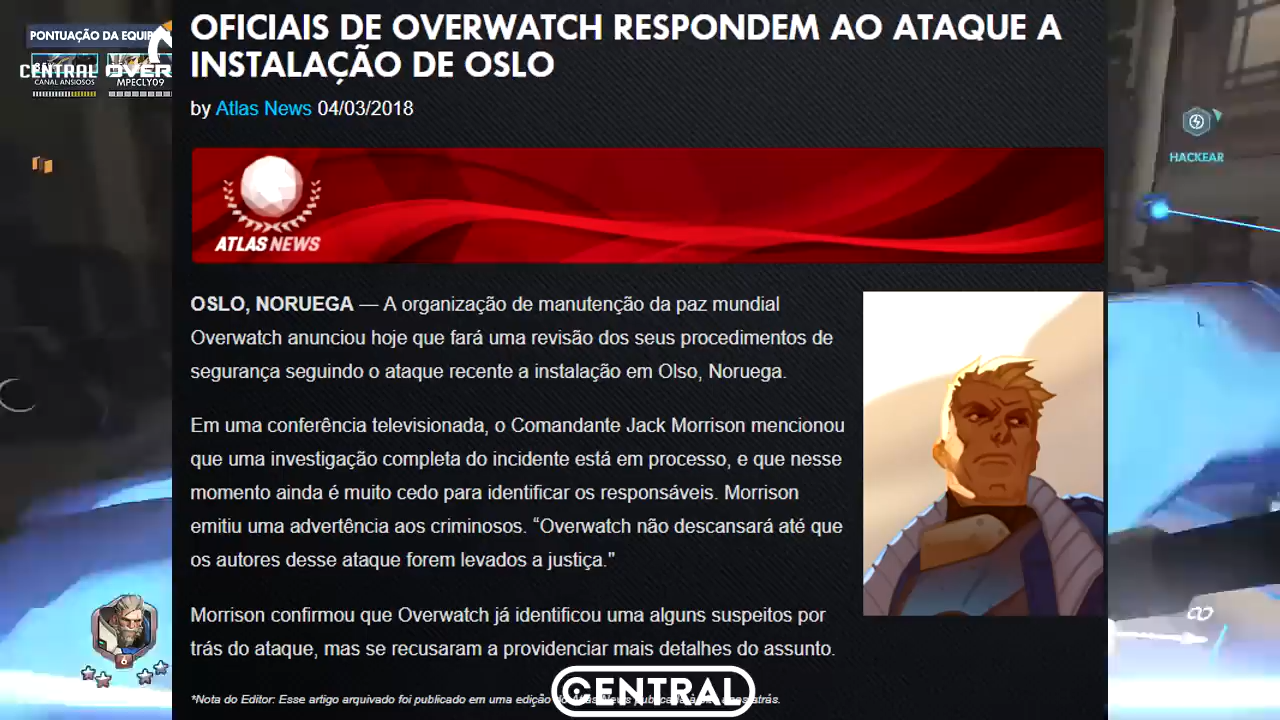 PONTUAÇÃO DA EQUIP
CENTRAL OVER
CANAL ANSIOSOS
MPECLY09
OFICIAIS DE OVERWATCH RESPONDEM AO ATAQUE A
INSTALAÇÃO DE OSLO
by Atlas News 04/03/2018
ATLAS NEWS
HACKEAR
OSLO, NORUEGA — A organização de manutenção da paz mundial
Overwatch anunciou hoje que fará uma revisão dos seus procedimentos de
segurança seguindo o ataque recente a instalação em Olso, Noruega.
Em uma conferência televisionada, o Comandante Jack Morrison mencionou
que uma investigação completa do incidente está em processo, e que nesse
momento ainda é muito cedo para identificar os responsáveis. Morrison
emitiu uma advertência aos criminosos. “Overwatch não descansará até que
os autores desse ataque forem levados a justiça."
Morrison confirmou que Overwatch já identificou uma alguns suspeitos por
trás do ataque, mas se recusaram a providenciar mais detalhes do assunto.
6
*Nota do Editor: Esse artigo arquivado foi publicado em uma edição atrás.
CENTRAL